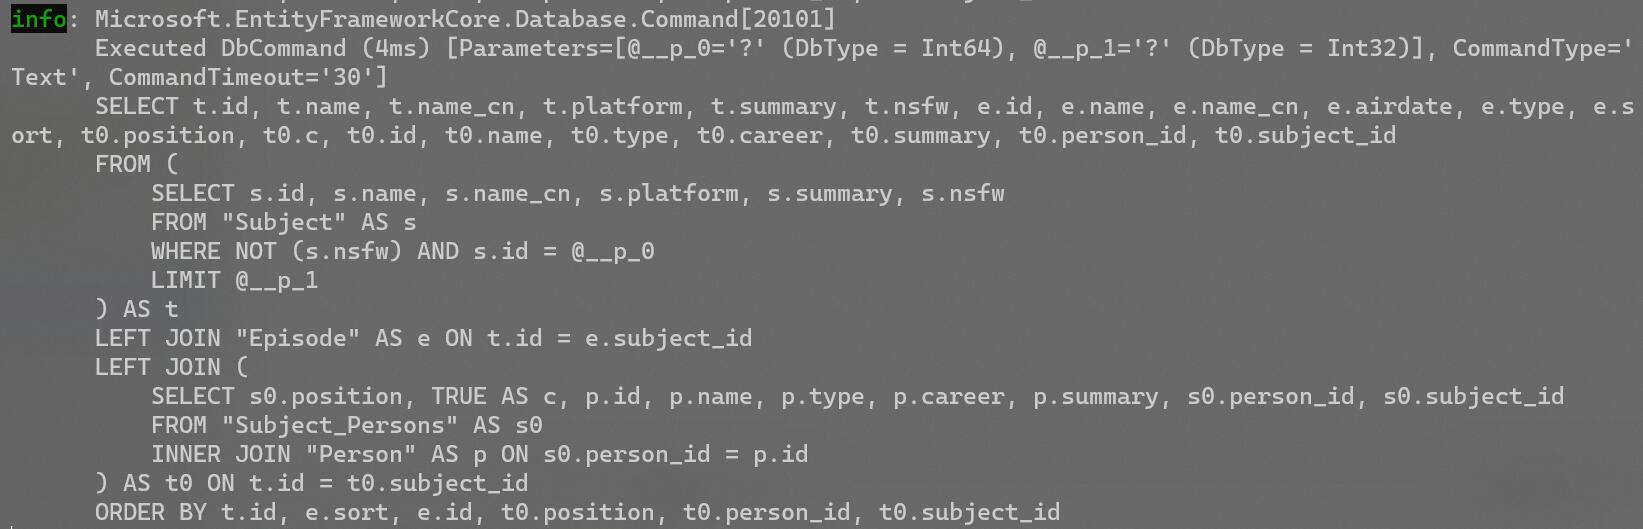 info: Microsoft.EntityFrameworkCore.Database.Command[20101]
      Executed DbCommand (4ms) [Parameters=[@__p_0='?' (DbType = Int64), @__p_1='?' (DbType = Int32)], CommandType='
Text', CommandTimeout='30']
      SELECT t.id, t.name, t.name_cn, t.platform, t.summary, t.nsfw, e.id, e.name, e.name_cn, e.airdate, e.type, e.s
ort, t0.position, t0.c, t0.id, t0.name, t0.type, t0.career, t0.summary, t0.person_id, t0.subject_id
      FROM (
          SELECT s.id, s.name, s.name_cn, s.platform, s.summary, s.nsfw
          FROM "Subject" AS s
          WHERE NOT (s.nsfw) AND s.id = @__p_0
          LIMIT @__p_1
      ) AS t
      LEFT JOIN "Episode" AS e ON t.id = e.subject_id
      LEFT JOIN (
          SELECT s0.position, TRUE AS c, p.id, p.name, p.type, p.career, p.summary, s0.person_id, s0.subject_id
          FROM "Subject_Persons" AS s0
          INNER JOIN "Person" AS p ON s0.person_id = p.id
      ) AS t0 ON t.id = t0.subject_id
      ORDER BY t.id, e.sort, e.id, t0.position, t0.person_id, t0.subject_id